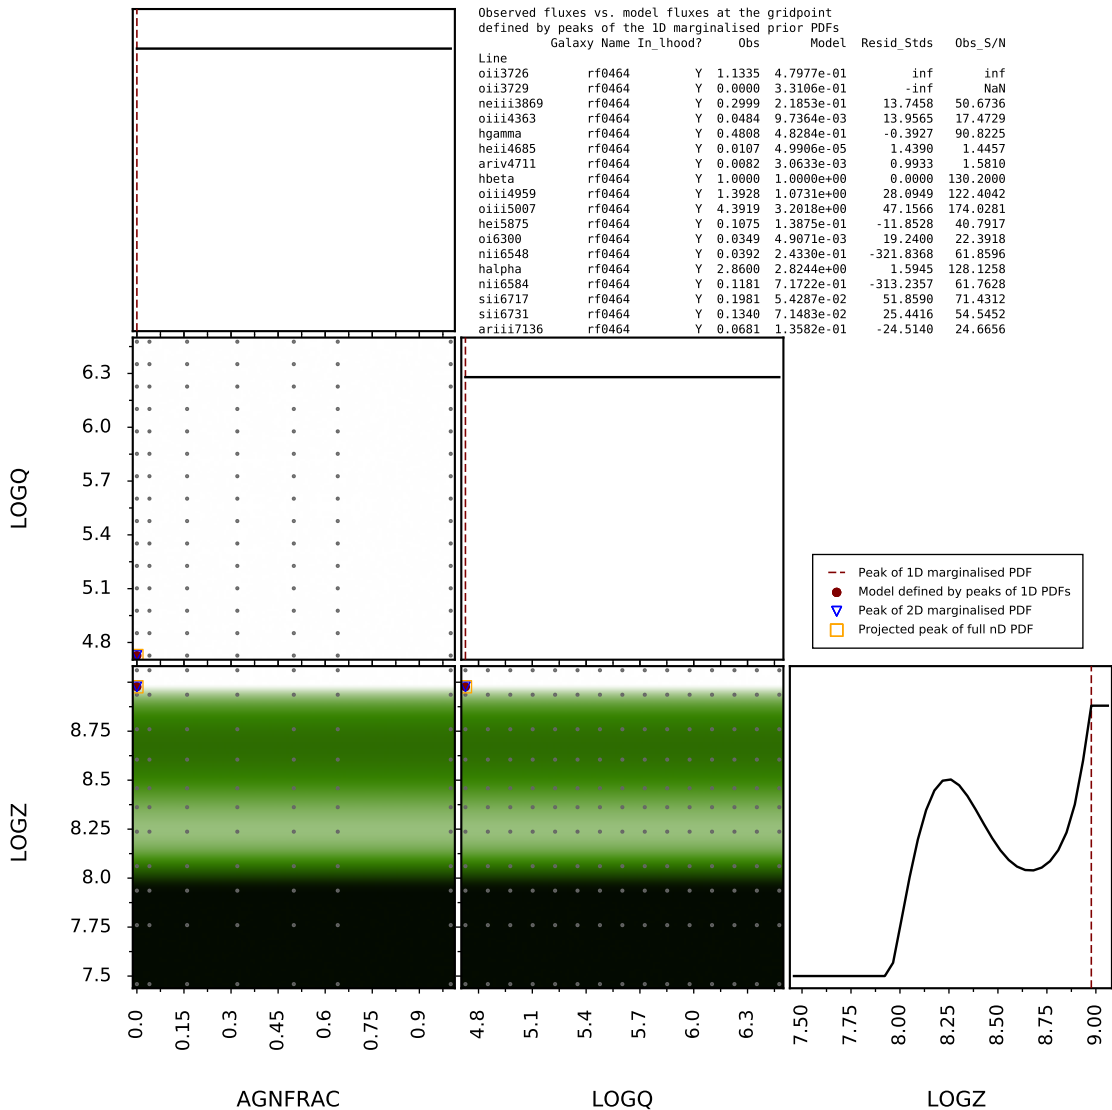 Observed fluxes vs. model fluxes at the gridpoint
defined by peaks of the 1D marginalised prior PDFs
Galaxy Name In_lhood? Obs Model Resid_Stds Obs_S/N
Line
oii3726 rf0464 Y 1.1335 4.7977e-01 inf inf
oii3729 rf0464 Y 0.0000 3.3106e-01 -inf NaN
neiii3869 rf0464 Y 0.2999 2.1853e-01 13.7458 50.6736
oiii4363 rf0464 Y 0.0484 9.7364e-03 13.9565 17.4729
hgamma rf0464 Y 0.4808 4.8284e-01 -0.3927 90.8225
heii4685 rf0464 Y 0.0107 4.9906e-05 1.4390 1.4457
ariv4711 rf0464 Y 0.0082 3.0633e-03 0.9933 1.5810
hbeta rf0464 Y 1.0000 1.0000e+00 0.0000 130.2000
oiii4959 rf0464 Y 1.3928 1.0731e+00 28.0949 122.4042
oiii5007 rf0464 Y 4.3919 3.2018e+00 47.1566 174.0281
hei5875 rf0464 Y 0.1075 1.3875e-01 -11.8528 40.7917
oi6300 rf0464 Y 0.0349 4.9071e-03 19.2400 22.3918
nii6548 rf0464 Y 0.0392 2.4330e-01 -321.8368 61.8596
halpha rf0464 Y 2.8600 2.8244e+00 1.5945 128.1258
nii6584 rf0464 Y 0.1181 7.1722e-01 -313.2357 61.7628
sii6717 rf0464 Y 0.1981 5.4287e-02 51.8590 71.4312
sii6731 rf0464 Y 0.1340 7.1483e-02 25.4416 54.5452
ariii7136 rf0464 Y 0.0681 1.3582e-01 -24.5140 24.6656
6.3
6.0
5.7
5.4
5.1
4.8
LOGQ
Peak of 1D marginalised PDF
Model defined by peaks of 1D PDFs
Peak of 2D marginalised PDF
Projected peak of full nD PDF
8.75
8.5
8.25
8.0
7.75
7.5
LOGZ
0.0 0.15 0.3 0.45 0.6 0.75 0.9
4.8 5.1 5.4 5.7 6.0 6.3
7.50 7.75 8.00 8.25 8.50 8.75 9.00
AGNFRAC LOGQ LOGZ